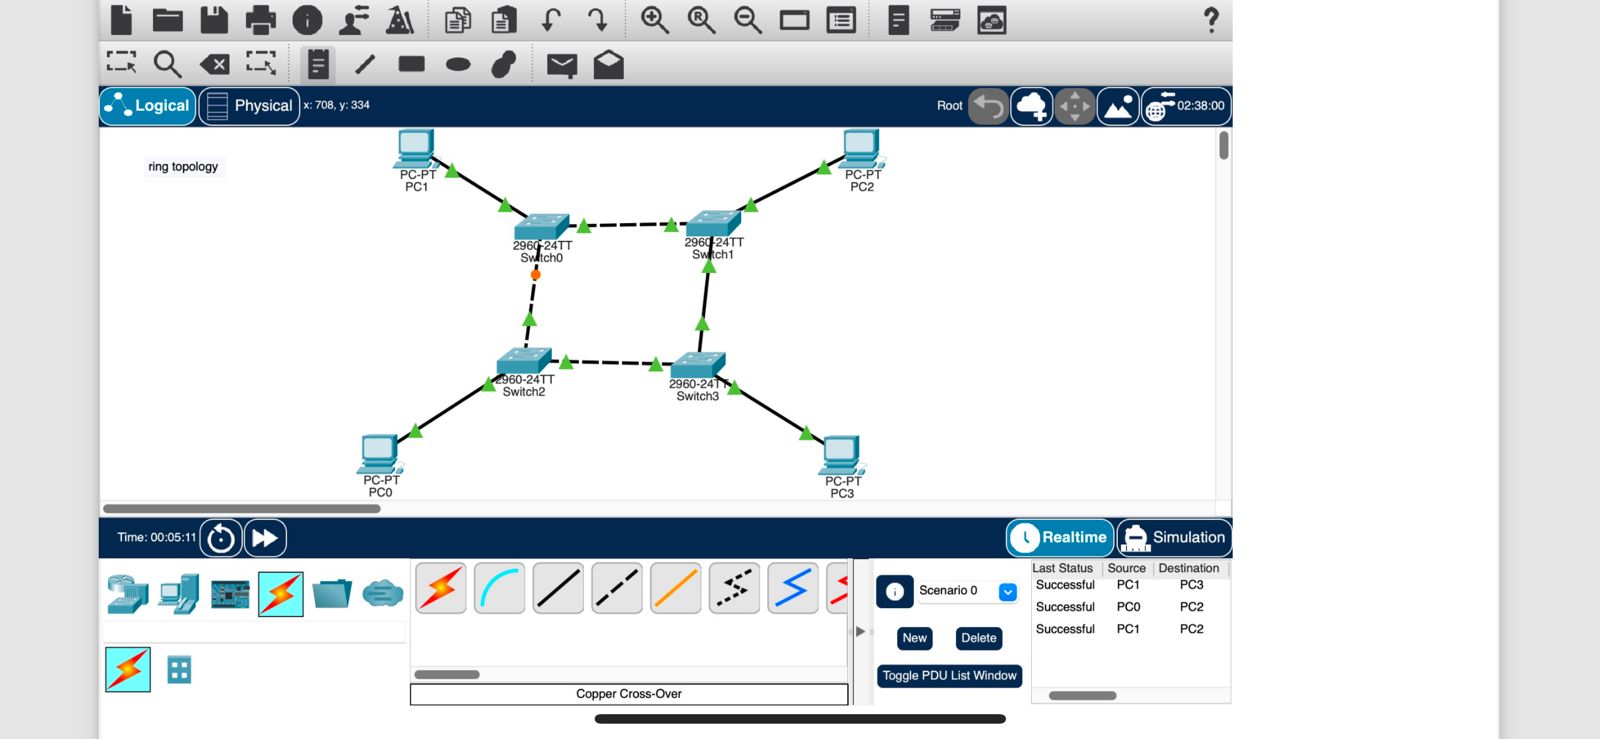 Logical
Physical
x: 708, y: 334
Root
02:38:00
ring topology
PC-PT
PC1
PC-PT
PC2
2960-24TT
Switch0
2960-24TT
Switch1
2960-24TT
Switch2
2960-24TT
Switch3
PC-PT
PC0
PC-PT
PC3
Time: 00:05:11
Realtime
Simulation
Scenario 0
New
Delete
Toggle PDU List Window
Last Status Source Destination
Successful PC1 PC3
Successful PC0 PC2
Successful PC1 PC2
Copper Cross-Over